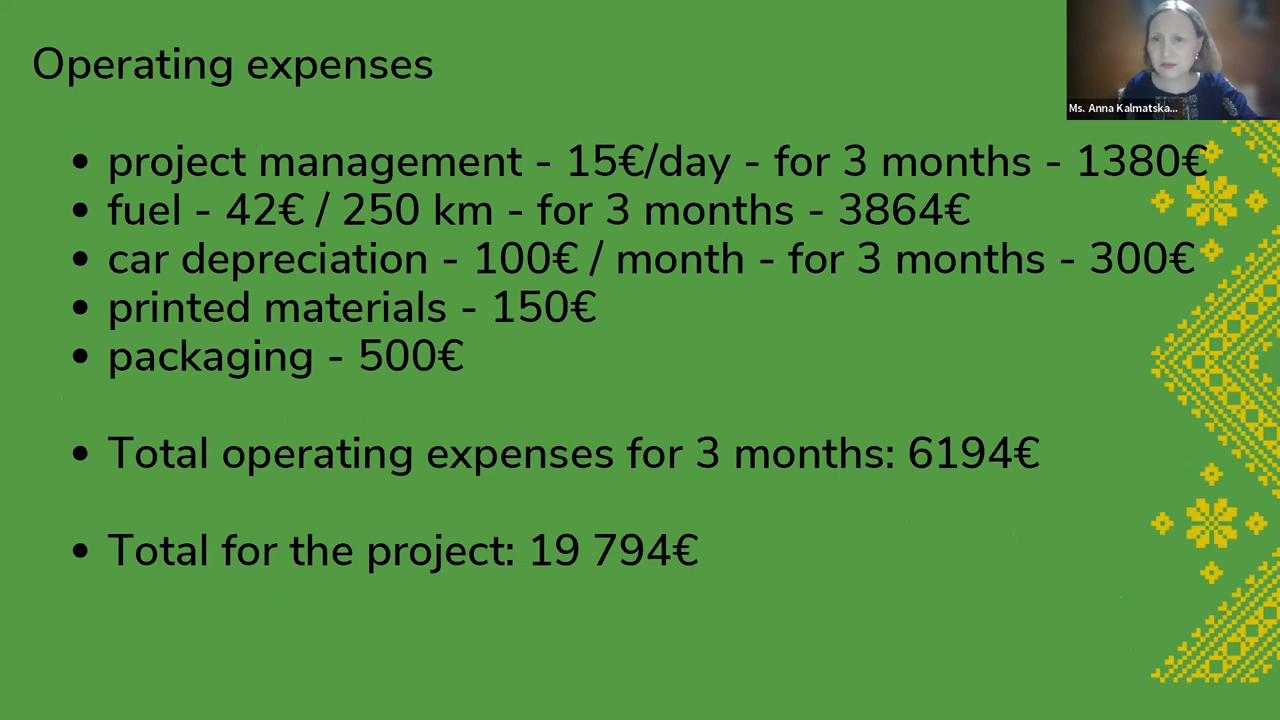 Operating expenses
Ms. Anna Kalmatska...
• project management - 15€/day - for 3 months - 1380€
• fuel - 42€ / 250 km - for 3 months - 3864€
• car depreciation - 100€ / month - for 3 months - 300€
• printed materials - 150€
• packaging - 500€
• Total operating expenses for 3 months: 6194€
• Total for the project: 19 794€